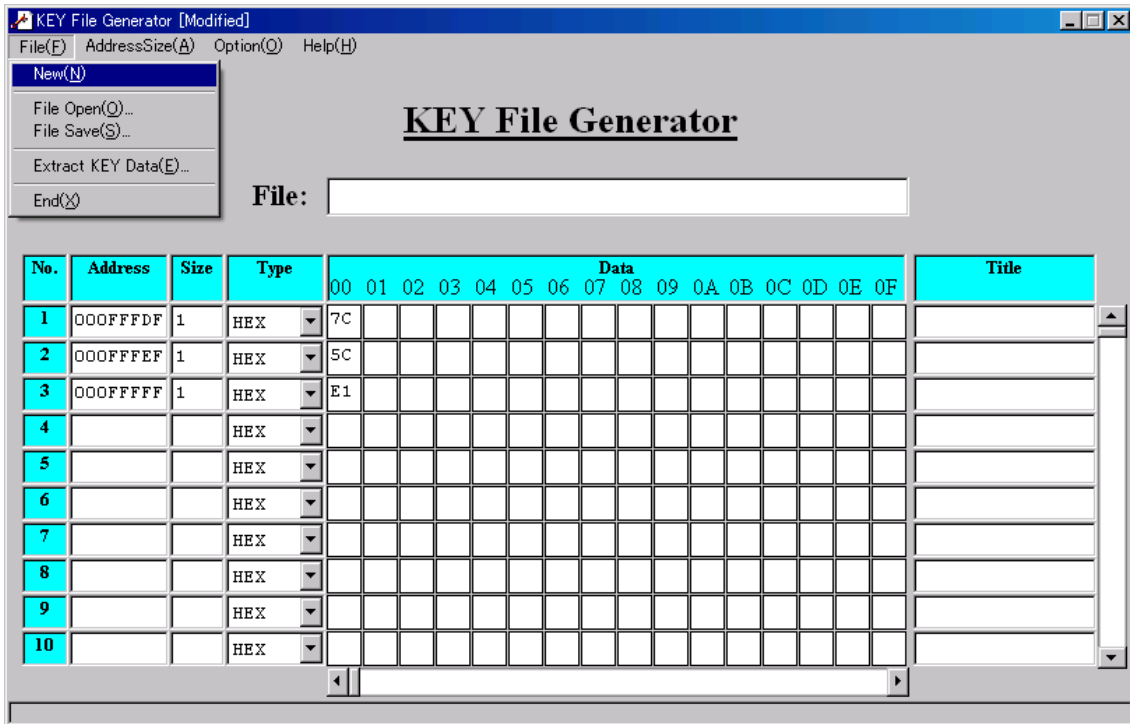 KEY File Generator [Modified]
File(F) AddressSize(A) Option(O) Help(H)
New(N)
File Open(O)...
File Save(S)...
Extract KEY Data(E)...
End(X)
KEY File Generator
File:
No. Address Size Type Data Title
00 01 02 03 04 05 06 07 08 09 0A 0B 0C 0D 0E 0F
1 000FFFDF 1 HEX 7C
2 000FFFEF 1 HEX 5C
3 000FFFFF 1 HEX E1
4 HEX
5 HEX
6 HEX
7 HEX
8 HEX
9 HEX
10 HEX